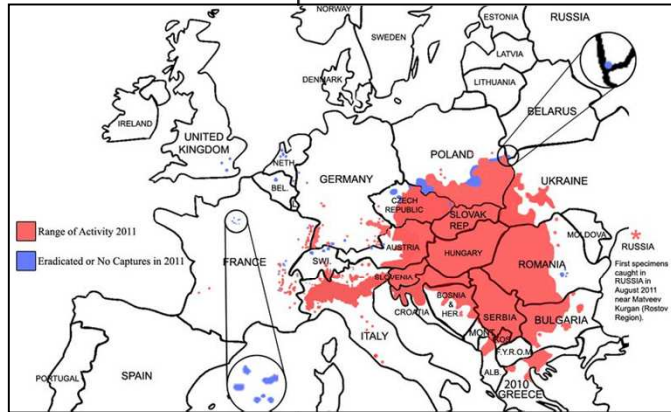 NORWAY
ESTONIA
RUSSIA
SWEDEN
LATVIA
DENMARK
LITHUANIA
IRELAND
UNITED
KINGDOM
BELARUS
NETH.
POLAND
BEL.
GERMANY
UKRAINE
CZECH
REPUBLIC
SLOVAK
REP
Range of Activity 2011
Eradicated or No Captures in 2011
FRANCE
SWI.
AUSTRIA
HUNGARY
MOLDOVA
SLOVENIA
ROMANIA
RUSSIA
First specimens
caught in
RUSSIA in
August 2011
near Matveev
Kurgan (Rostov
Region).
CROATIA
BOSNIA
&
HER.
SERBIA
ITALY
MONT.
KOS.
BULGARIA
F.Y.R.O.M
ALB.
PORTUGAL
SPAIN
2010
GREECE